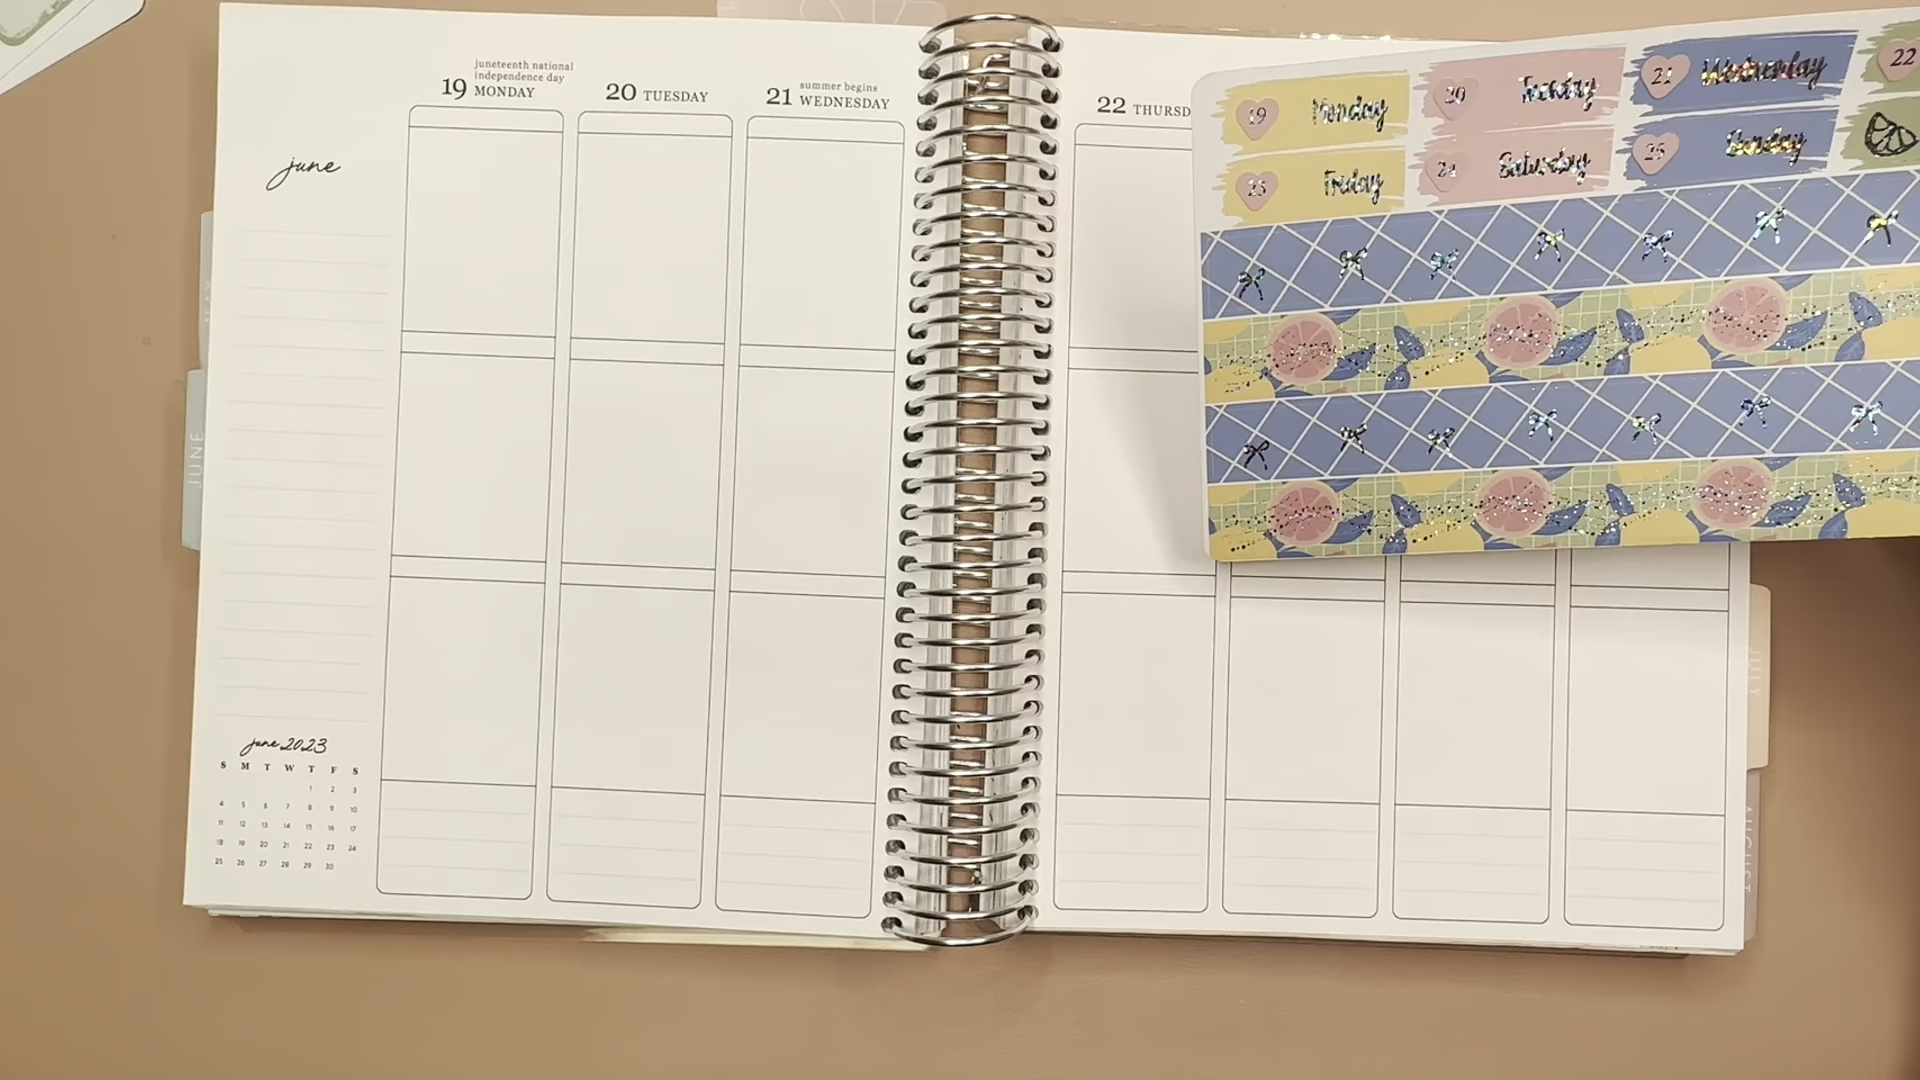 juneteenth national
independence day
19 MONDAY
20 TUESDAY
summer begins
21 WEDNESDAY
22 THURSD
june
JUNE
june 2023
S M T W T F S
1 2 3
4 5 6 7 8 9 10
11 12 13 14 15 16 17
18 19 20 21 22 23 24
25 26 27 28 29 30
19 Monday
20 Tuesday
21 Wednesday
22
23 Friday
24 Saturday
25 Sunday
JULY
AUGUST